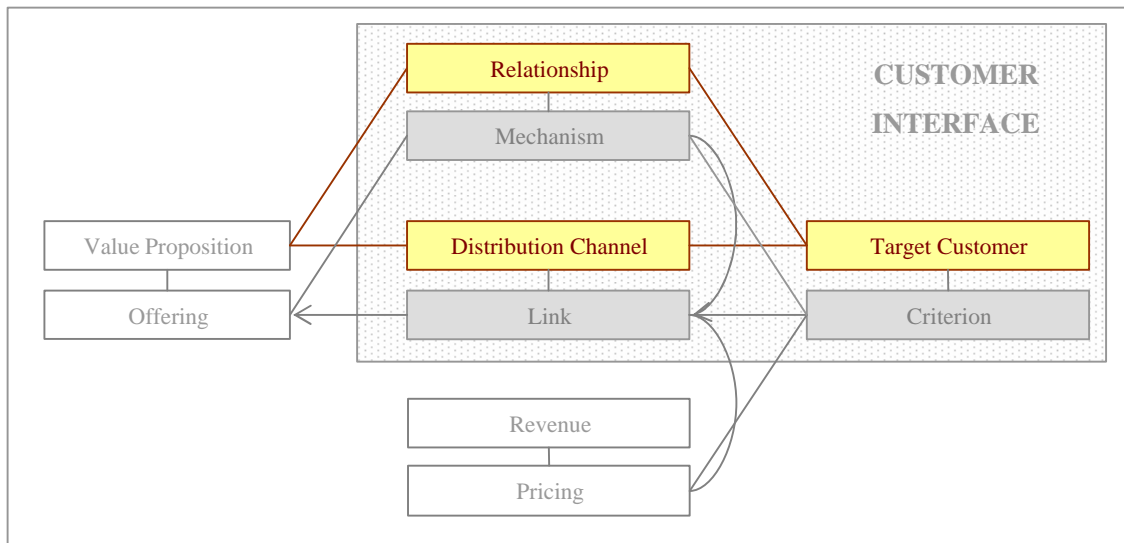 Relationship
CUSTOMER
INTERFACE
Mechanism
Value Proposition
Distribution Channel
Target Customer
Offering
Link
Criterion
Revenue
Pricing